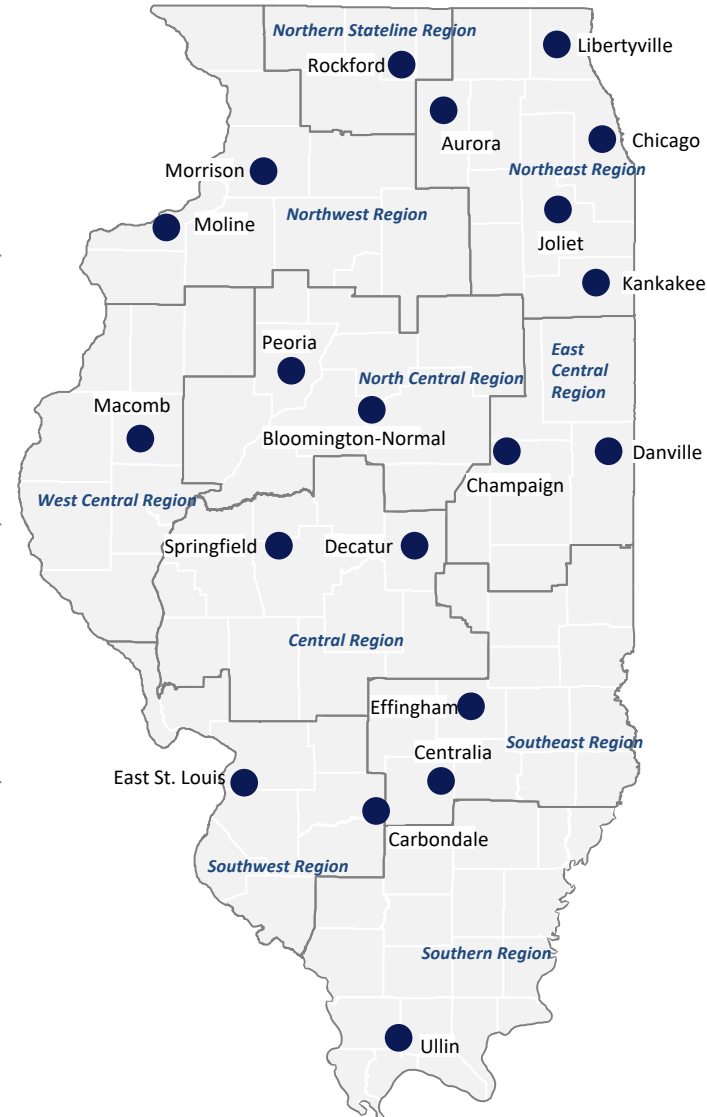 Northern Stateline Region
Libertyville
Rockford
Aurora
Chicago
Northeast Region
Morrison
Northwest Region
Moline
Joliet
Kankakee
Peoria
East
Central
Region
North Central Region
Macomb
Bloomington-Normal
Danville
Champaign
West Central Region
Springfield
Decatur
Central Region
Effingham
Southeast Region
Centralia
East St. Louis
Carbondale
Southwest Region
Southern Region
Ullin